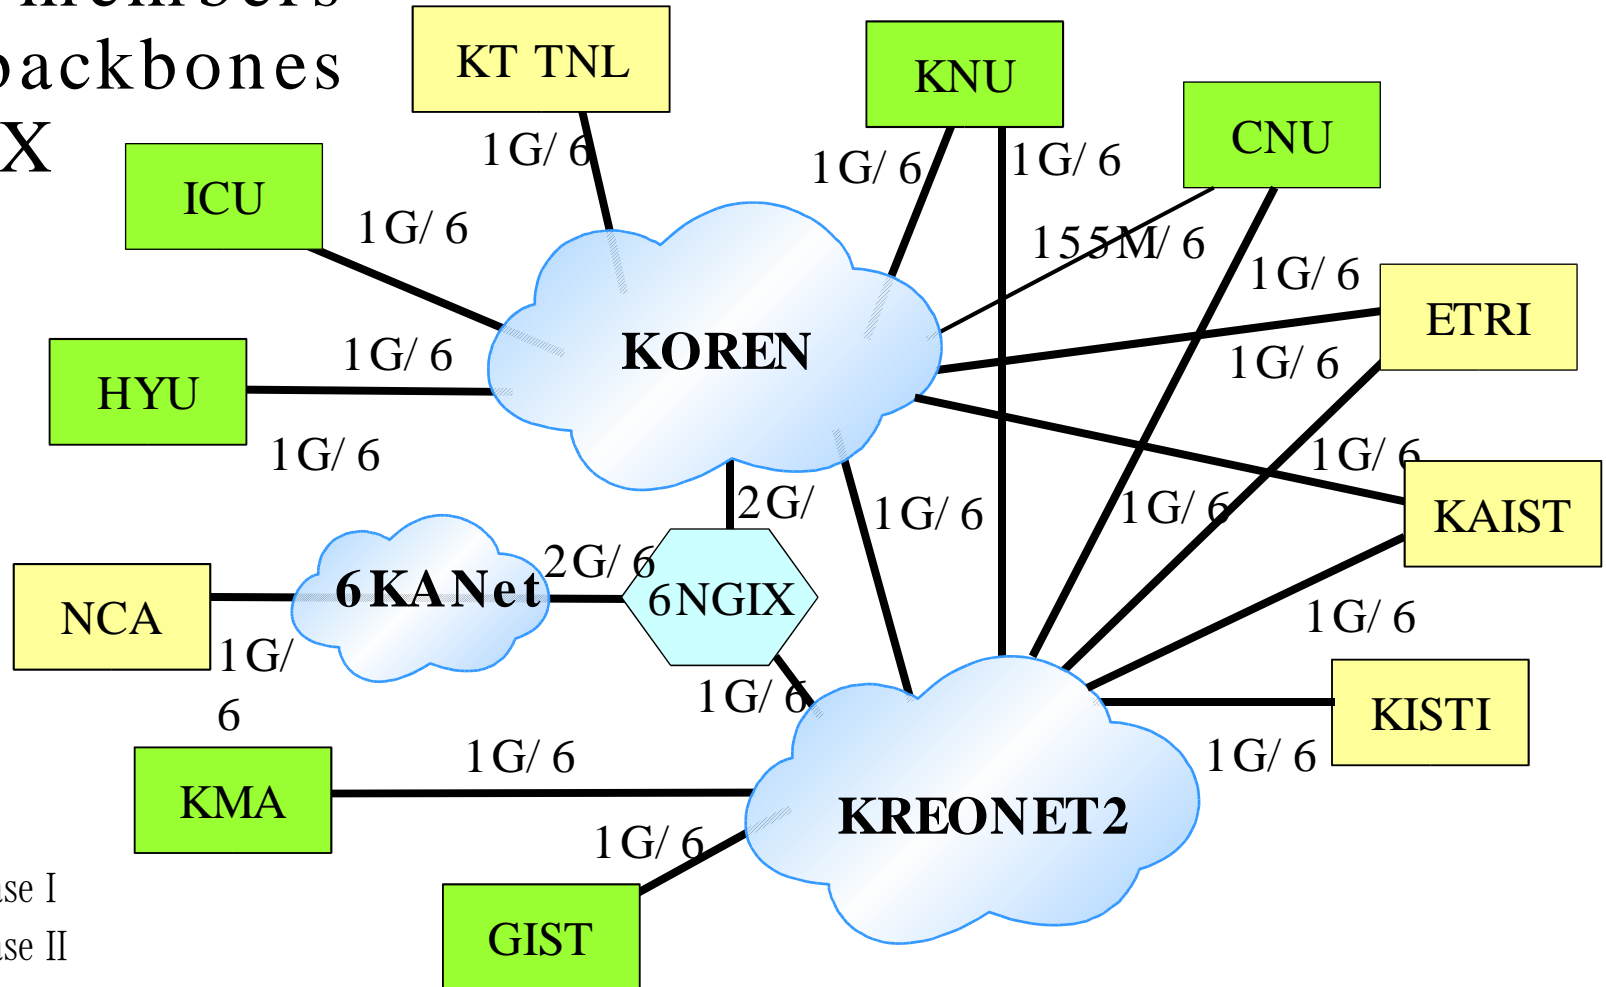 backbones
X
KT TNL
KNU
CNU
1G/ 6
1G/ 6
1G/ 6
ICU
1G/ 6
155M/ 6
1G/ 6
ETRI
KOREN
1G/ 6
1G/ 6
HYU
1G/ 6
1G/ 6
KAIST
2G/
1G/ 6
1G/ 6
6KANet
2G/ 6
6NGIX
NCA
1G/
6
1G/ 6
1G/ 6
KISTI
1G/ 6
1G/ 6
KMA
KREONET2
1G/ 6
ase I
GIST
ase II